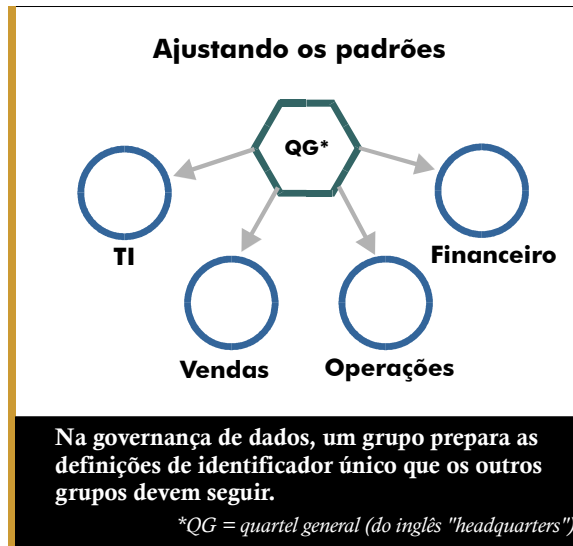 Ajustando os padrões
QG*
TI
Financeiro
Vendas
Operações
Na governança de dados, um grupo prepara as
definições de identificador único que os outros
grupos devem seguir.
*QG = quartel general (do inglês "headquarters")